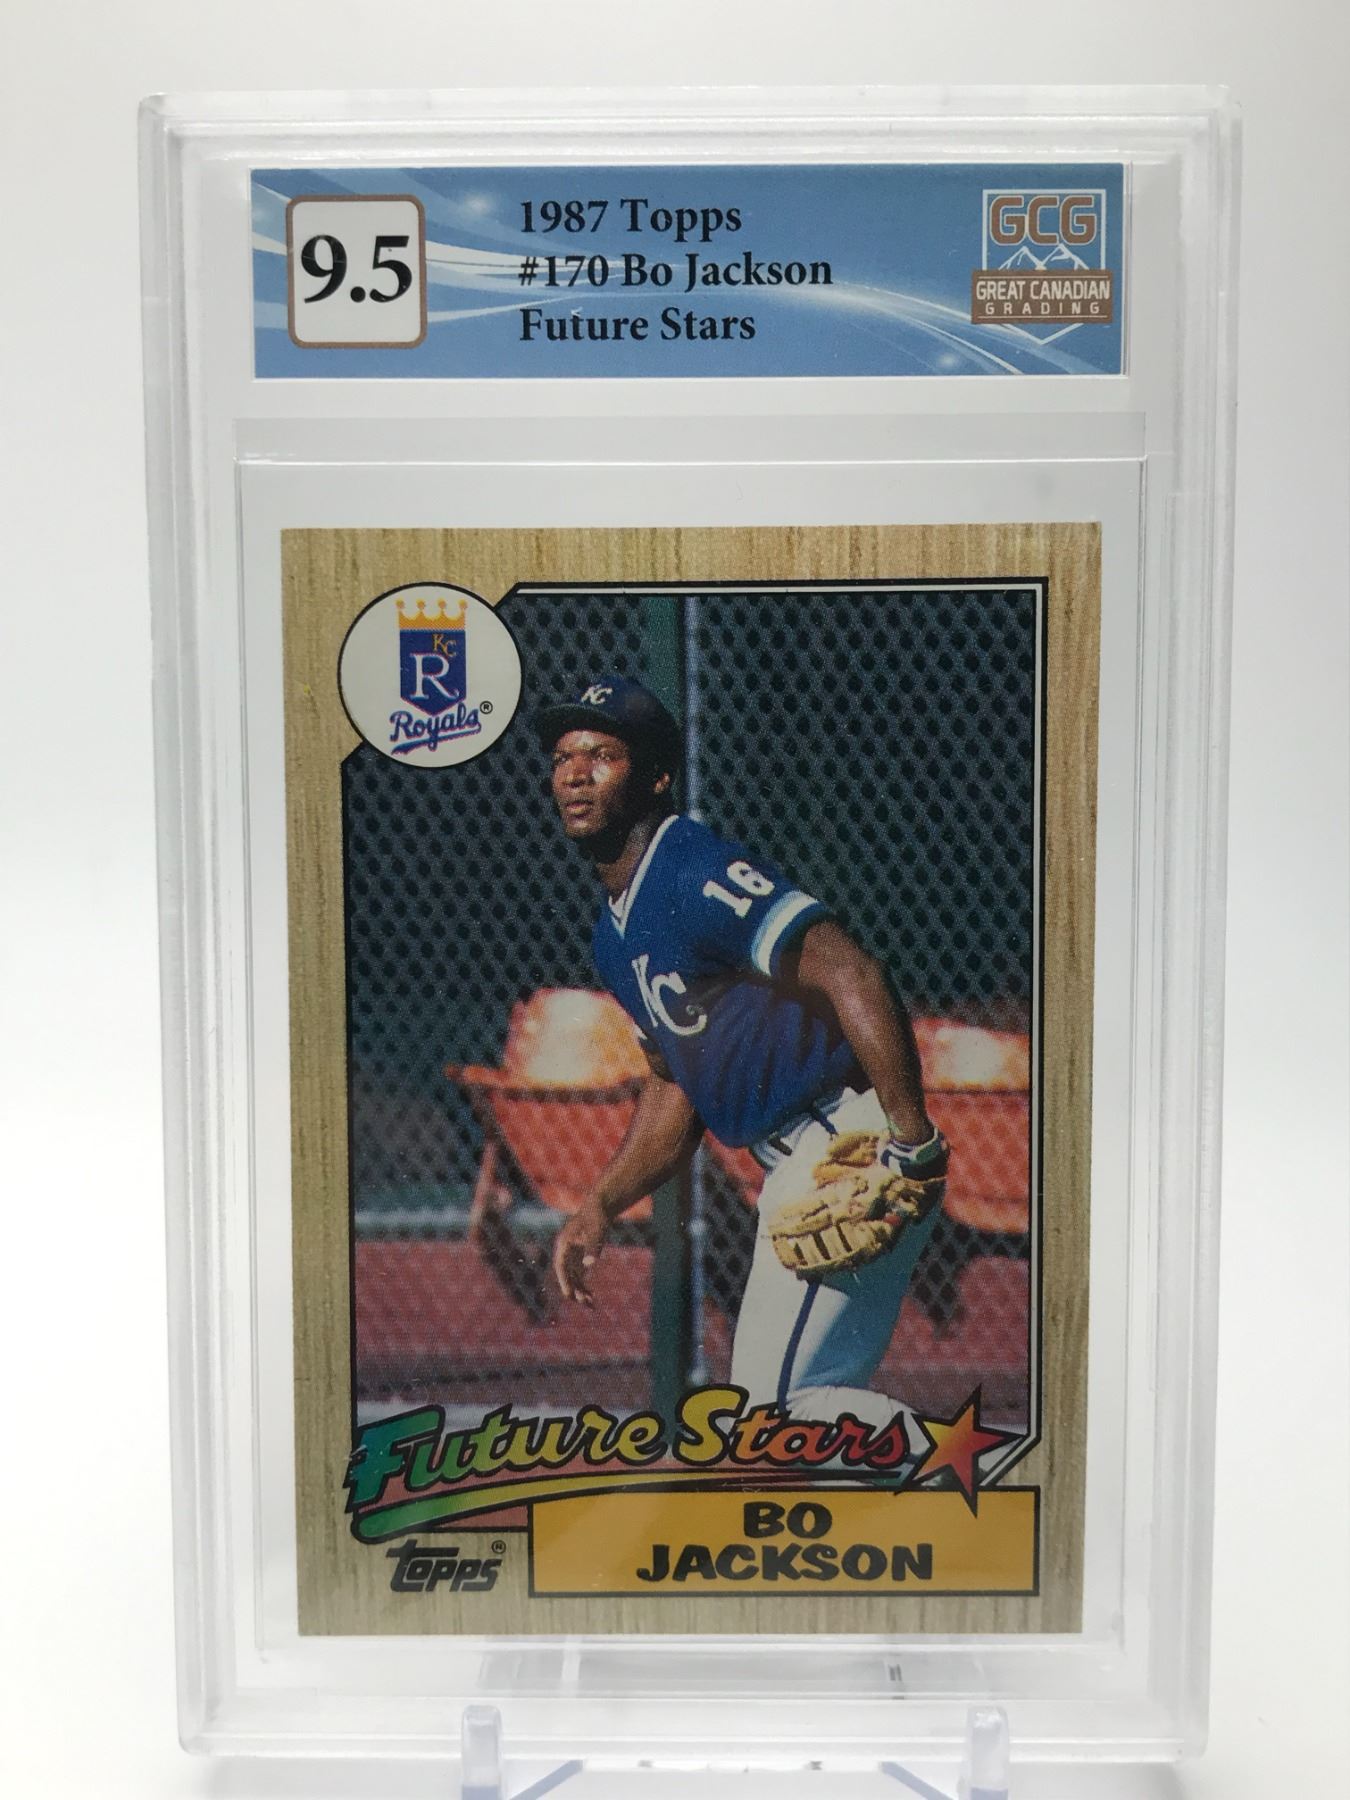 9.5
1987 Topps
#170 Bo Jackson
Future Stars
GCG
GREAT CANADIAN
GRADING
KC
R
Royals®
KC
16
KC
Future Stars
topps®
BO
JACKSON